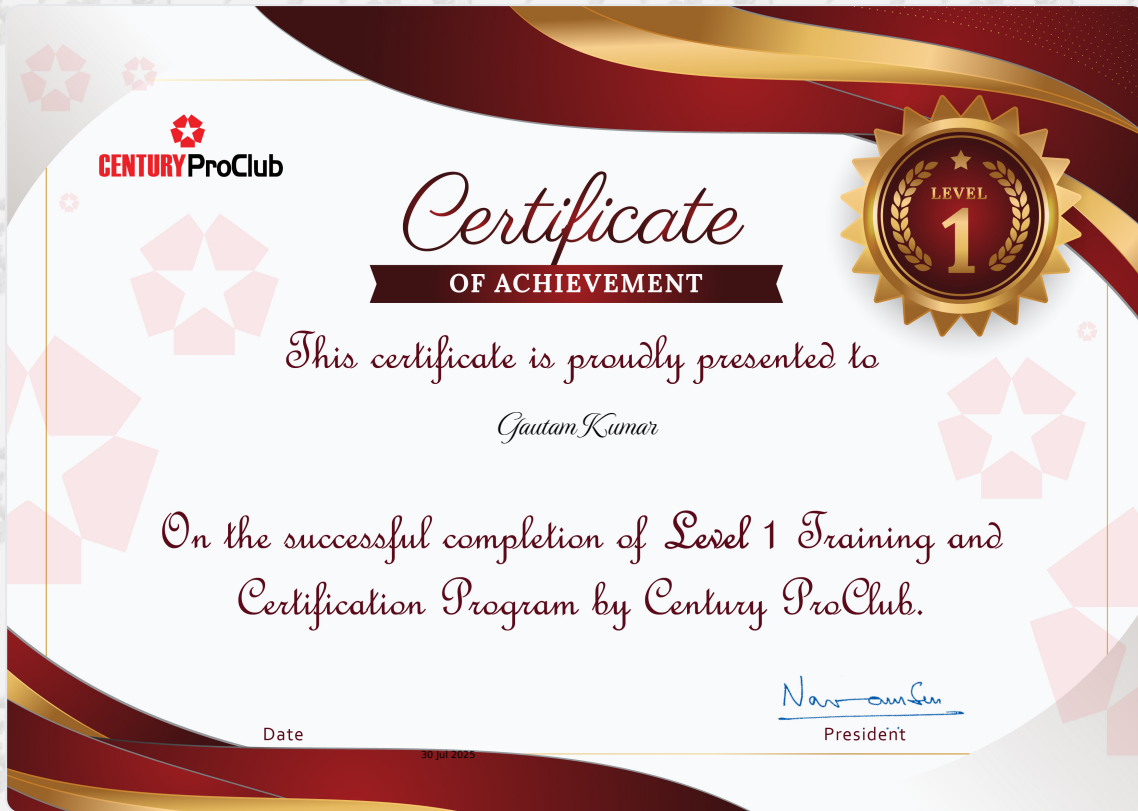 CENTURY ProClub
LEVEL
1
Certificate
OF ACHIEVEMENT
This certificate is proudly presented to
Gautam Kumar
On the successful completion of Level 1 Training and
Certification Program by Century ProClub.
Date
President
30 Jul 2025